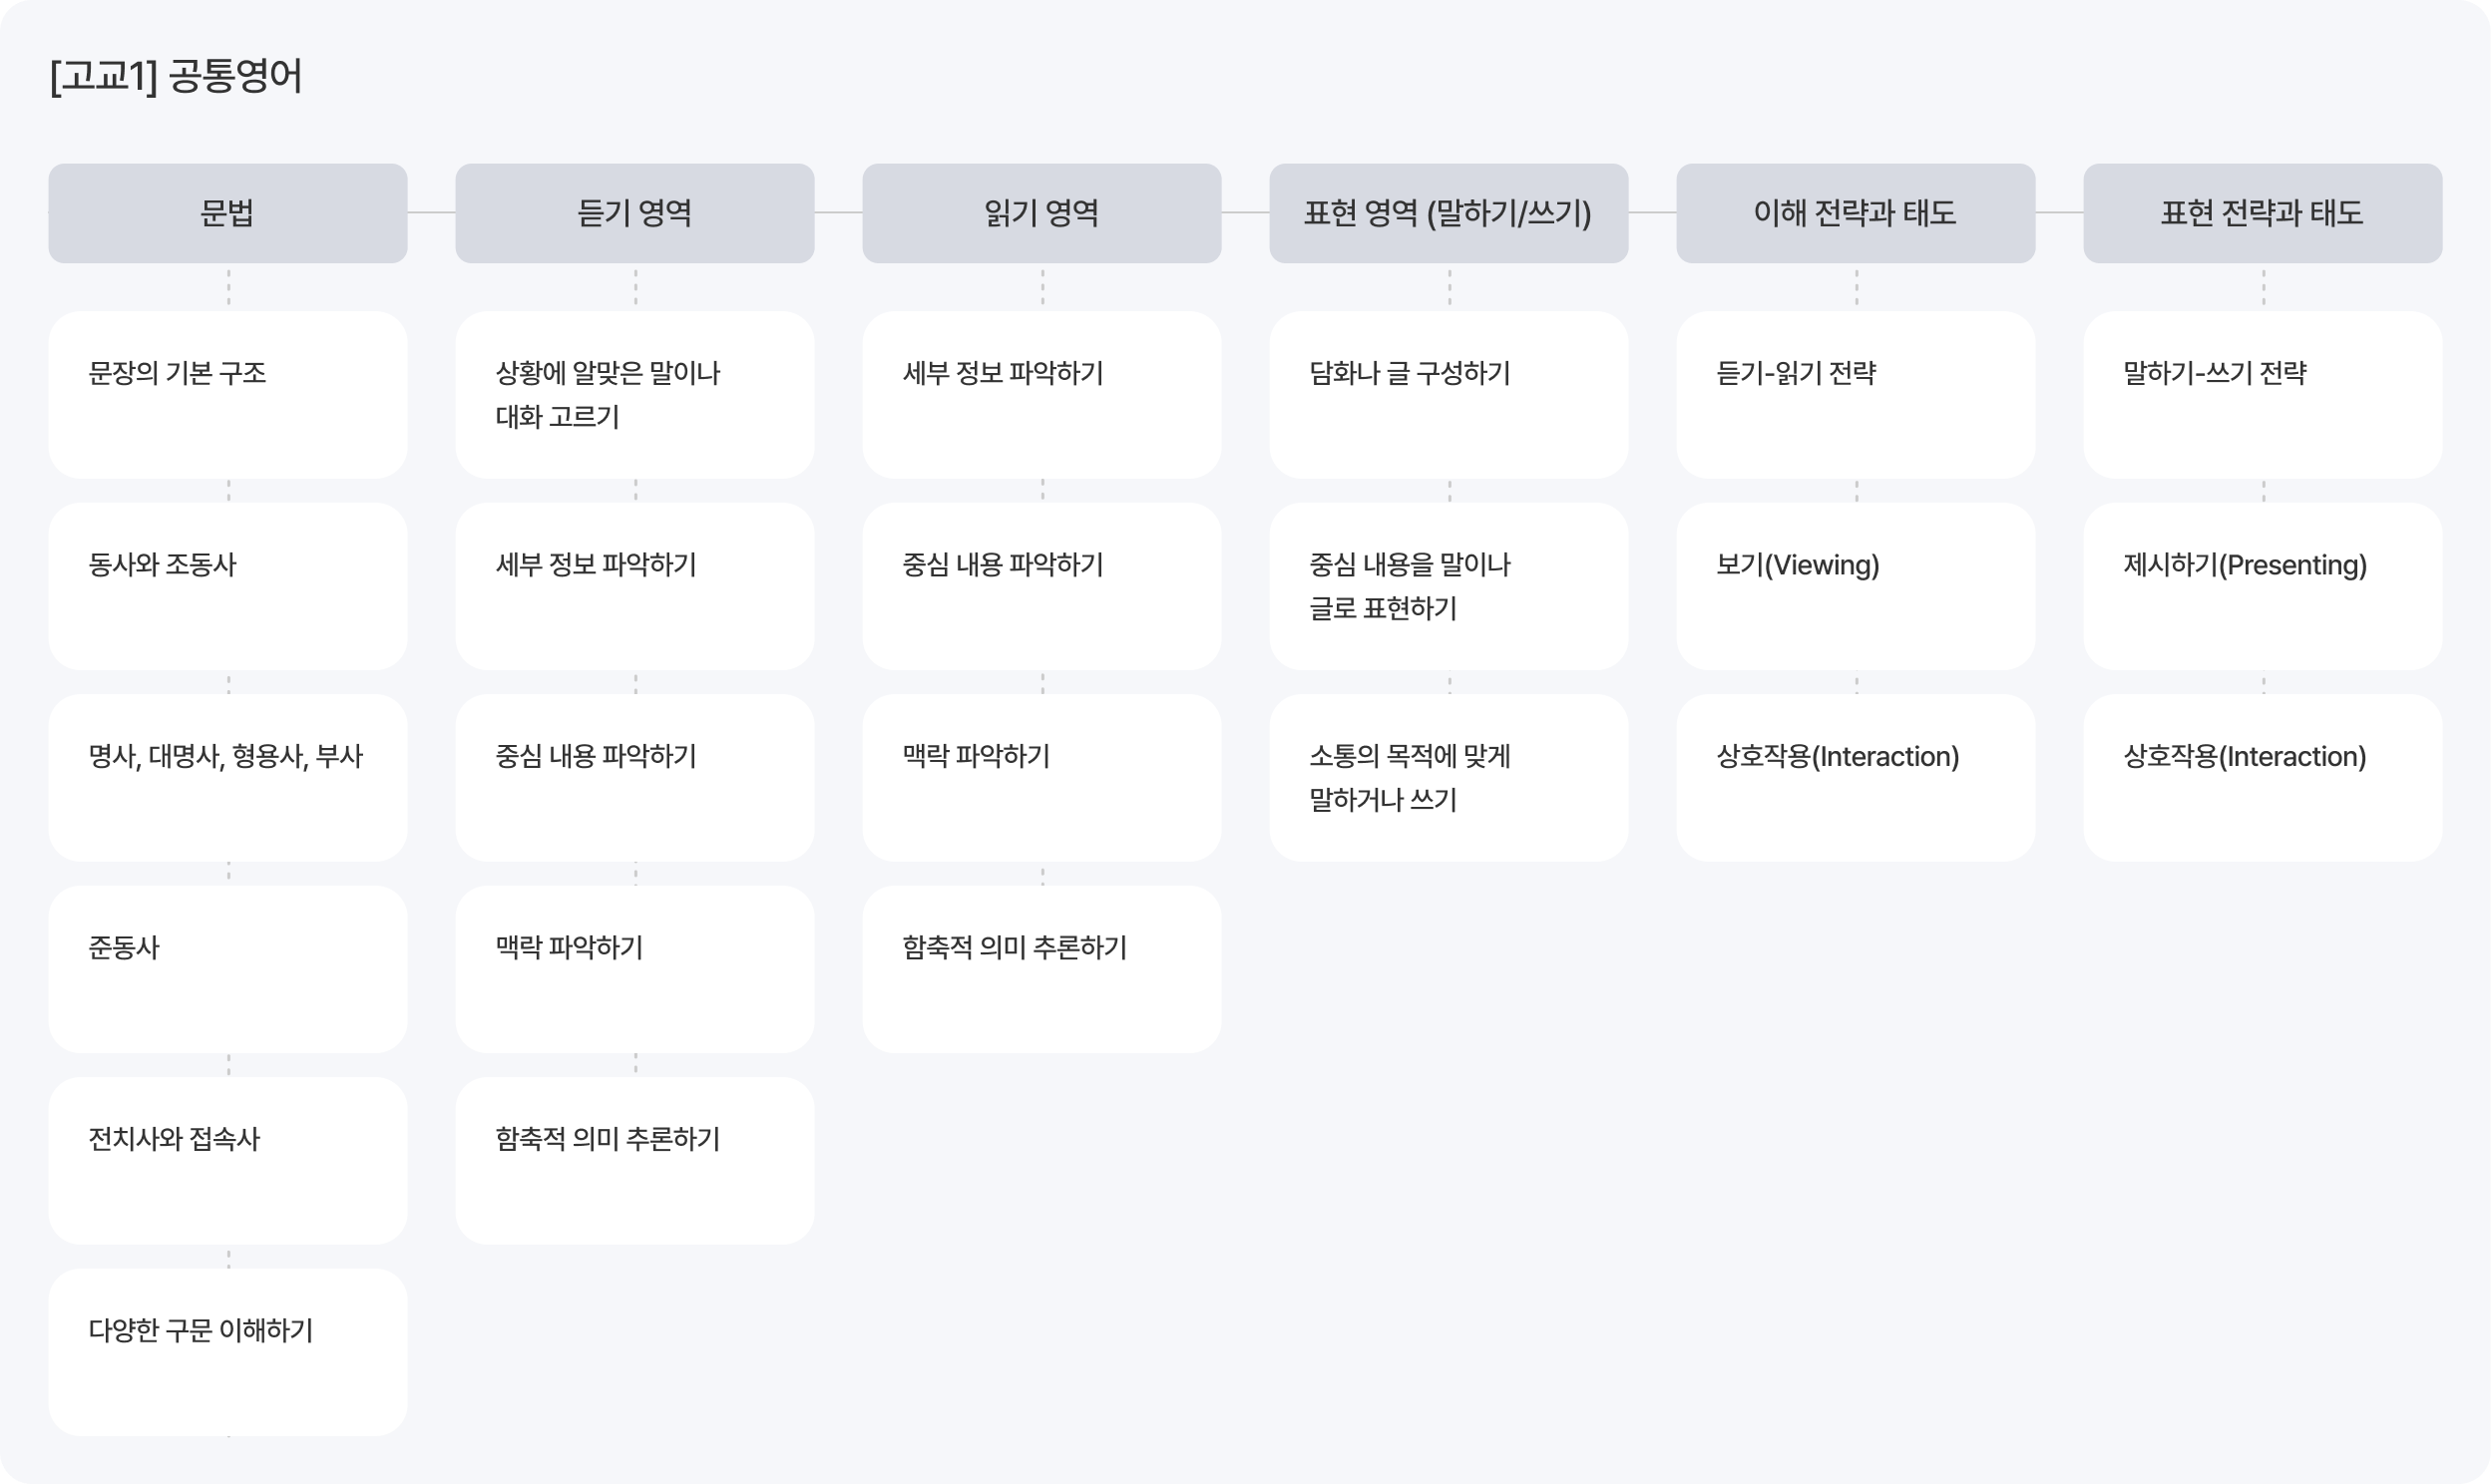 [고교1] 공통영어
문법
문장의 기본 구조
동사와 조동사
명사, 대명사, 형용사, 부사
준동사
전치사와 접속사
다양한 구문 이해하기
듣기 영역
상황에 알맞은 말이나
대화 고르기
세부 정보 파악하기
중심 내용 파악하기
맥락 파악하기
함축적 의미 추론하기
읽기 영역
세부 정보 파악하기
중심 내용 파악하기
맥락 파악하기
함축적 의미 추론하기
표현 영역 (말하기/쓰기)
담화나 글 구성하기
중심 내용을 말이나
글로 표현하기
소통의 목적에 맞게
말하거나 쓰기
이해 전략과 태도
듣기-읽기 전략
보기(Viewing)
상호작용(Interaction)
표현 전략과 태도
말하기-쓰기 전략
제시하기(Presenting)
상호작용(Interaction)